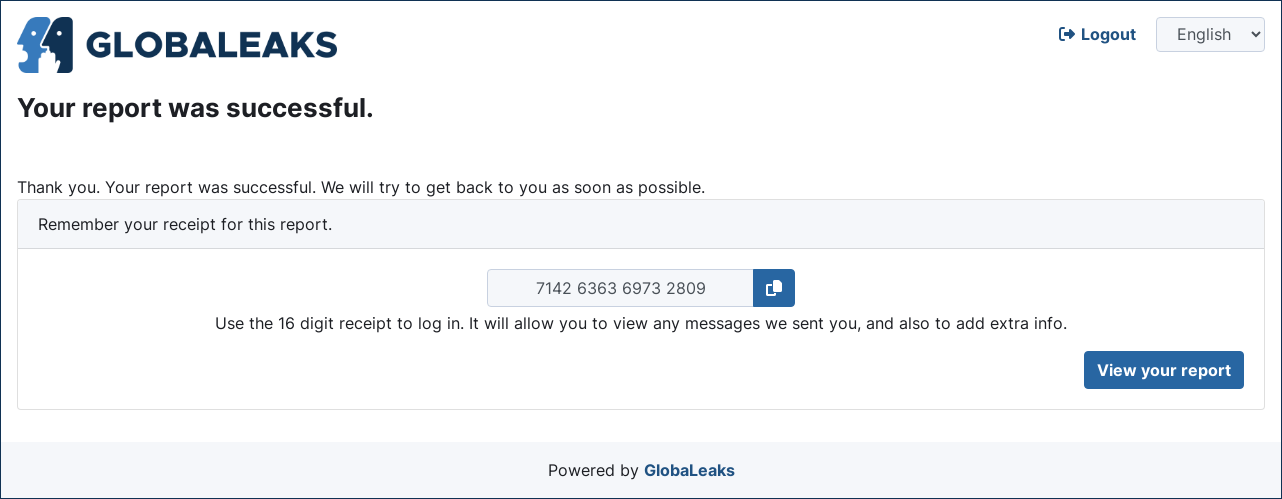 GLOBALEAKS
Logout
English
Your report was successful.
Thank you. Your report was successful. We will try to get back to you as soon as possible.
Remember your receipt for this report.
7142 6363 6973 2809
Use the 16 digit receipt to log in. It will allow you to view any messages we sent you, and also to add extra info.
View your report
Powered by GlobaLeaks